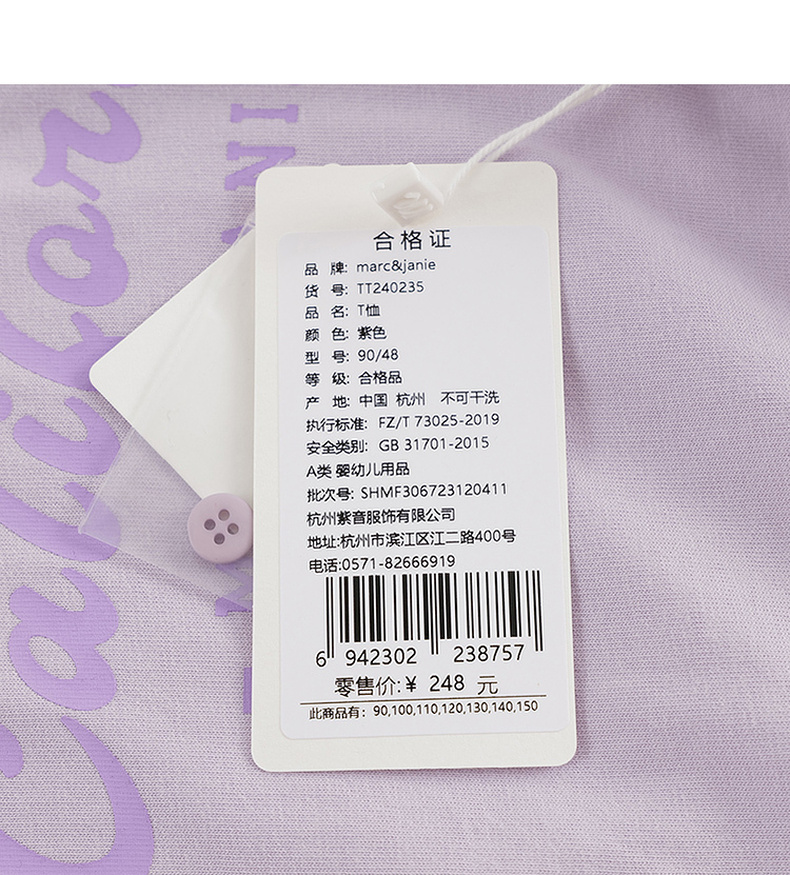 合格证
品 牌: marc&janie
货 号: TT240235
品 名: T恤
颜 色: 紫色
型 号: 90/48
等 级: 合格品
产 地: 中国 杭州 不可干洗
执行标准: FZ/T 73025-2019
安全类别: GB 31701-2015
A类 婴幼儿用品
批次号: SHMF306723120411
杭州紫音服饰有限公司
地址:杭州市滨江区江二路400号
电话:0571-82666919
6 942302 238757
零售价:¥ 248 元
此商品有: 90,100,110,120,130,140,150
Califor